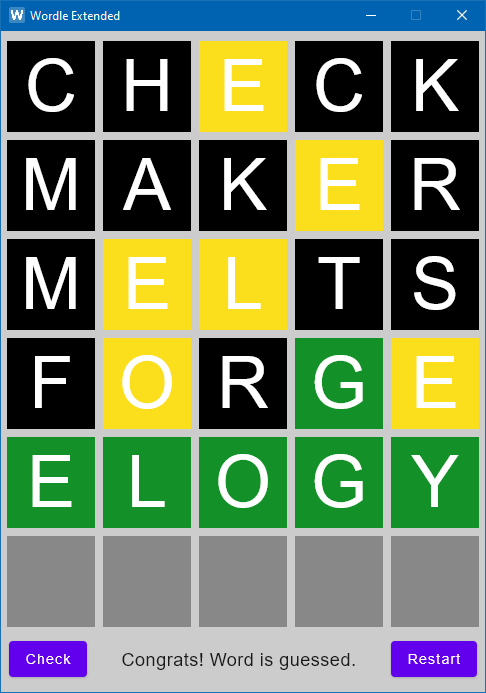 W Wordle Extended
C H E C K
M A K E R
M E L T S
F O R G E
E L O G Y
Check Congrats! Word is guessed. Restart